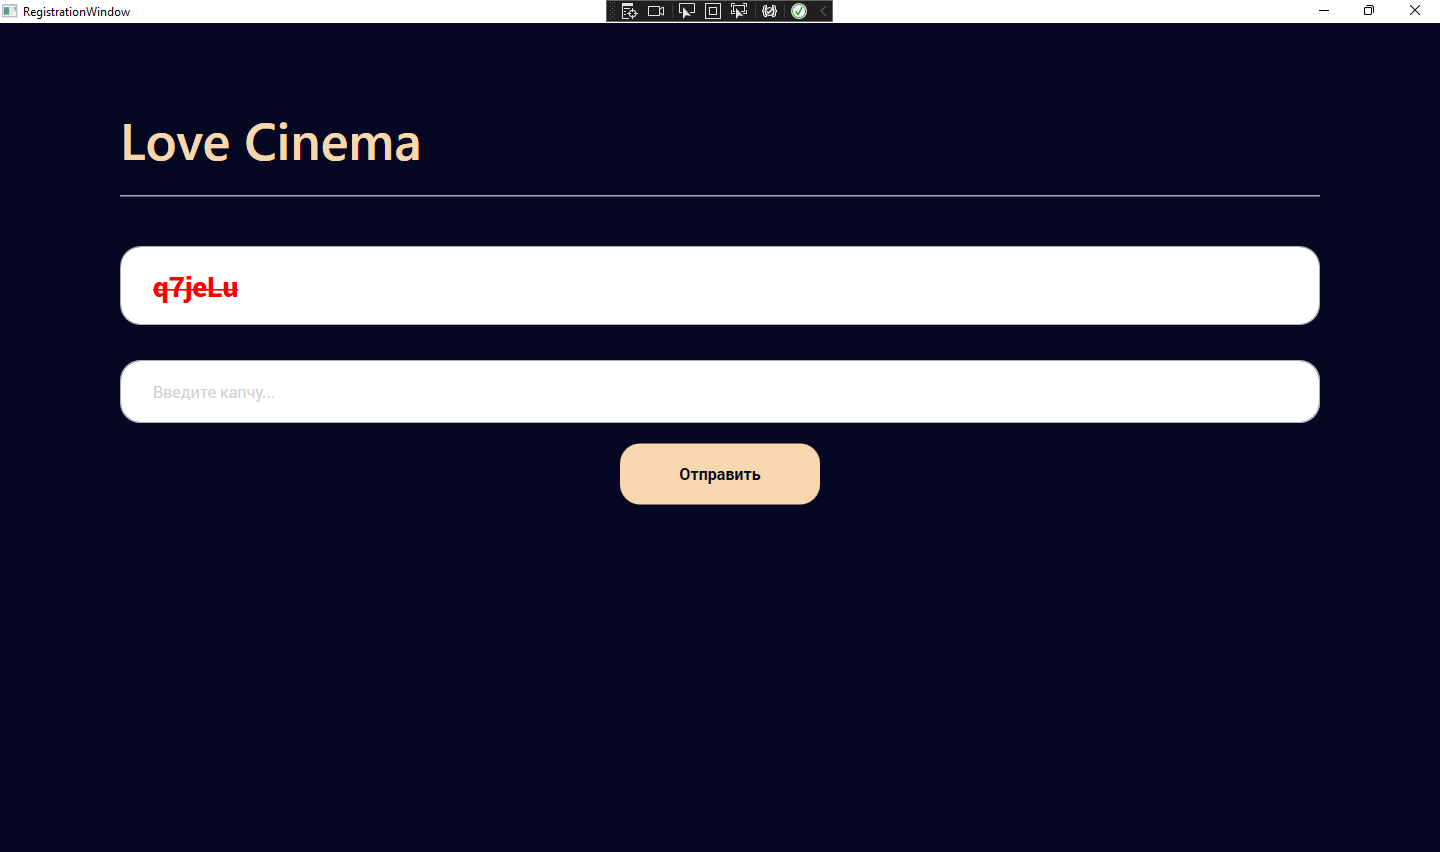 RegistrationWindow
Love Cinema
q7jeLu
Введите капчу...
Отправить